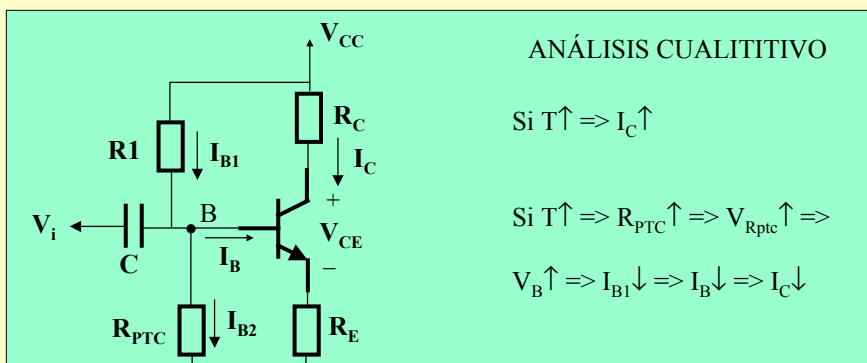 V_CC
ANÁLISIS CUALITITIVO
R_C
Si T↑ => I_C↑
R1
I_B1
I_C
+
V_i
B
V_CE
Si T↑ => R_PTC↑ => V_Rptc↑ =>
C
I_B
–
V_B↑ => I_B1↓ => I_B↓ => I_C↓
R_PTC
I_B2
R_E